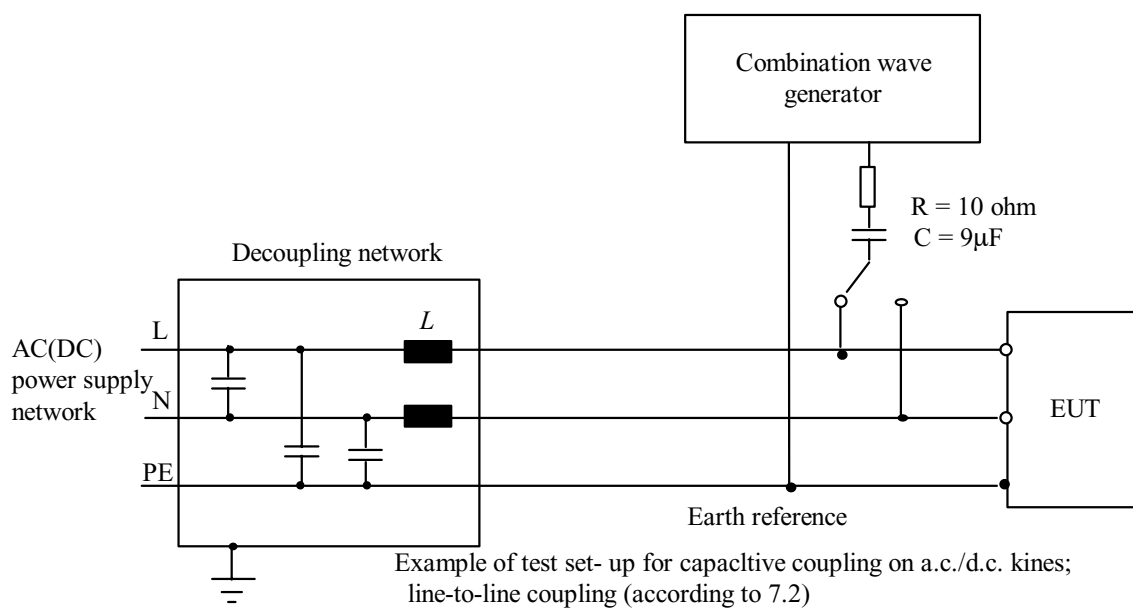 Combination wave
generator
R = 10 ohm
C = 9μF
Decoupling network
L
L
AC(DC)
power supply
network
N
EUT
PE
Earth reference
Example of test set- up for capacltive coupling on a.c./d.c. kines;
line-to-line coupling (according to 7.2)